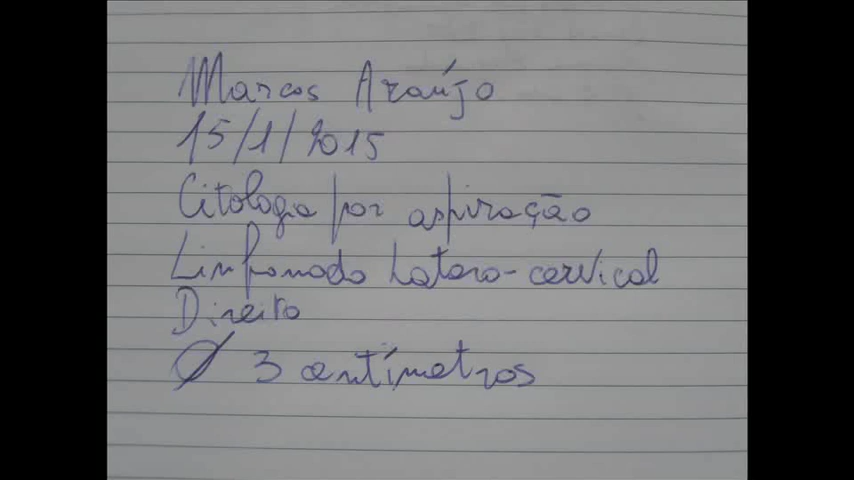 Marcos Araújo
15/1/2015
Citologia por aspiração
Linfonodo Latero-cervical
Direito
Ø 3 centímetros